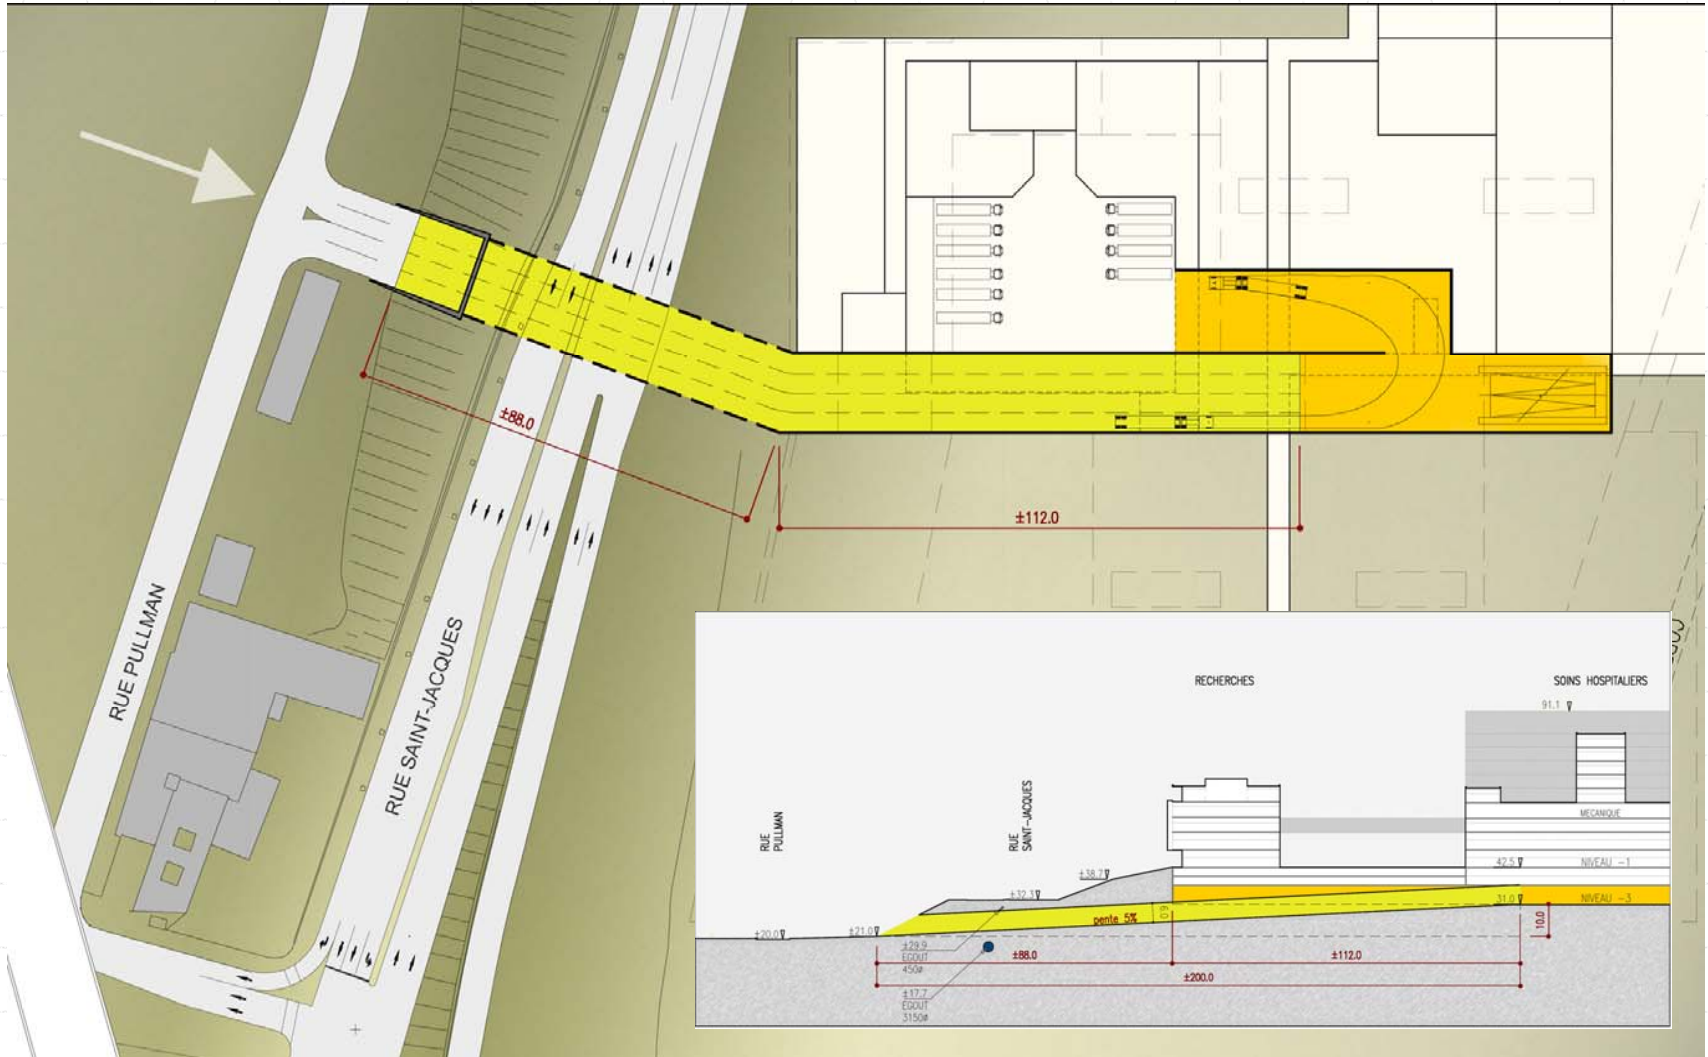 ±88.0
±112.0
RUE PULLMAN
RUE SAINT-JACQUES
RECHERCHES
SOINS HOSPITALIERS
91.1
RUE
PULLMAN
RUE
SAINT-JACQUES
MECANIQUE
±38.7
42.5
NIVEAU -1
±32.3
31.0
NIVEAU -3
pente 5%
6.0
10.0
±20.0
±21.0
±29.9
EGOUT
450ø
±88.0
±112.0
±200.0
±17.7
EGOUT
3150ø